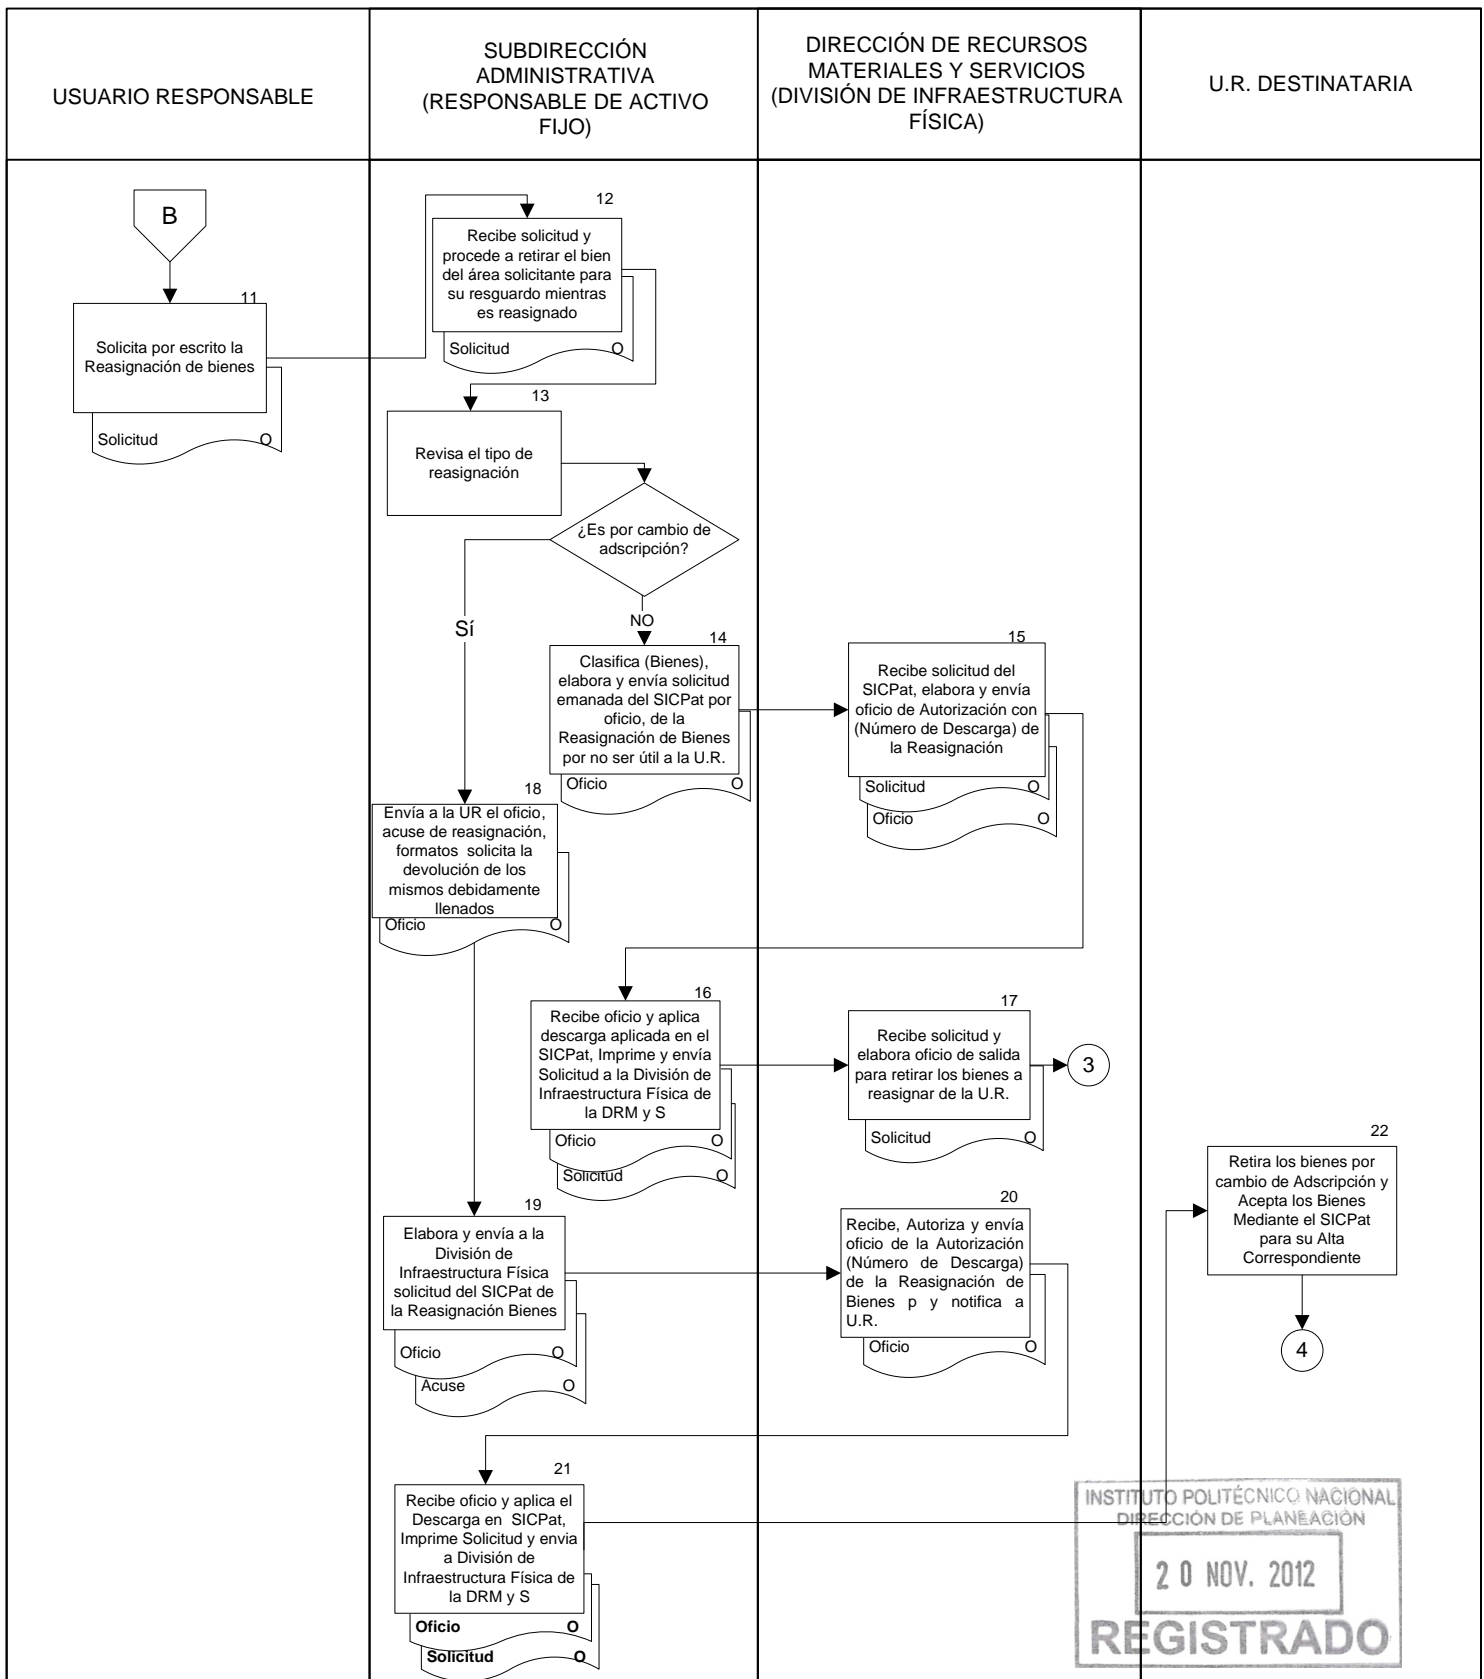 USUARIO RESPONSABLE
SUBDIRECCIÓN
ADMINISTRATIVA
(RESPONSABLE DE ACTIVO
FIJO)
DIRECCIÓN DE RECURSOS
MATERIALES Y SERVICIOS
(DIVISIÓN DE INFRAESTRUCTURA
FÍSICA)
U.R. DESTINATARIA
B
11
Solicita por escrito la
Reasignación de bienes
Solicitud O
12
Recibe solicitud y
procede a retirar el bien
del área solicitante para
su resguardo mientras
es reasignado
Solicitud O
13
Revisa el tipo de
reasignación
¿Es por cambio de
adscripción?
Sí
NO
14
Clasifica (Bienes),
elabora y envía solicitud
emanada del SICPat por
oficio, de la
Reasignación de Bienes
por no ser útil a la U.R.
Oficio O
15
Recibe solicitud del
SICPat, elabora y envía
oficio de Autorización con
(Número de Descarga) de
la Reasignación
Solicitud O
Oficio O
18
Envía a la UR el oficio,
acuse de reasignación,
formatos solicita la
devolución de los
mismos debidamente
llenados
Oficio O
16
Recibe oficio y aplica
descarga aplicada en el
SICPat, Imprime y envía
Solicitud a la División de
Infraestructura Física de
la DRM y S
Oficio O
Solicitud O
17
Recibe solicitud y
elabora oficio de salida
para retirar los bienes a
reasignar de la U.R.
Solicitud O
3
19
Elabora y envía a la
División de
Infraestructura Física
solicitud del SICPat de
la Reasignación Bienes
Oficio O
Acuse O
20
Recibe, Autoriza y envía
oficio de la Autorización
(Número de Descarga)
de la Reasignación de
Bienes p y notifica a
U.R.
Oficio O
22
Retira los bienes por
cambio de Adscripción y
Acepta los Bienes
Mediante el SICPat
para su Alta
Correspondiente
4
21
Recibe oficio y aplica el
Descarga en SICPat,
Imprime Solicitud y envia
a División de
Infraestructura Física de
la DRM y S
Oficio O
Solicitud O
INSTITUTO POLITÉCNICO NACIONAL
DIRECCIÓN DE PLANEACIÓN
20 NOV. 2012
REGISTRADO